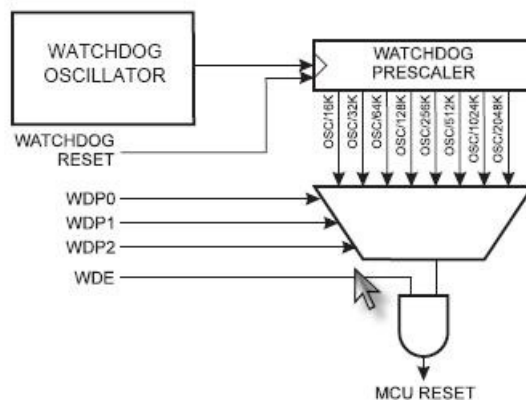 WATCHDOG
OSCILLATOR
WATCHDOG
PRESCALER
WATCHDOG
RESET
OSC/16K
OSC/32K
OSC/64K
OSC/128K
OSC/256K
OSC/512K
OSC/1024K
OSC/2048K
WDP0
WDP1
WDP2
WDE
MCU RESET